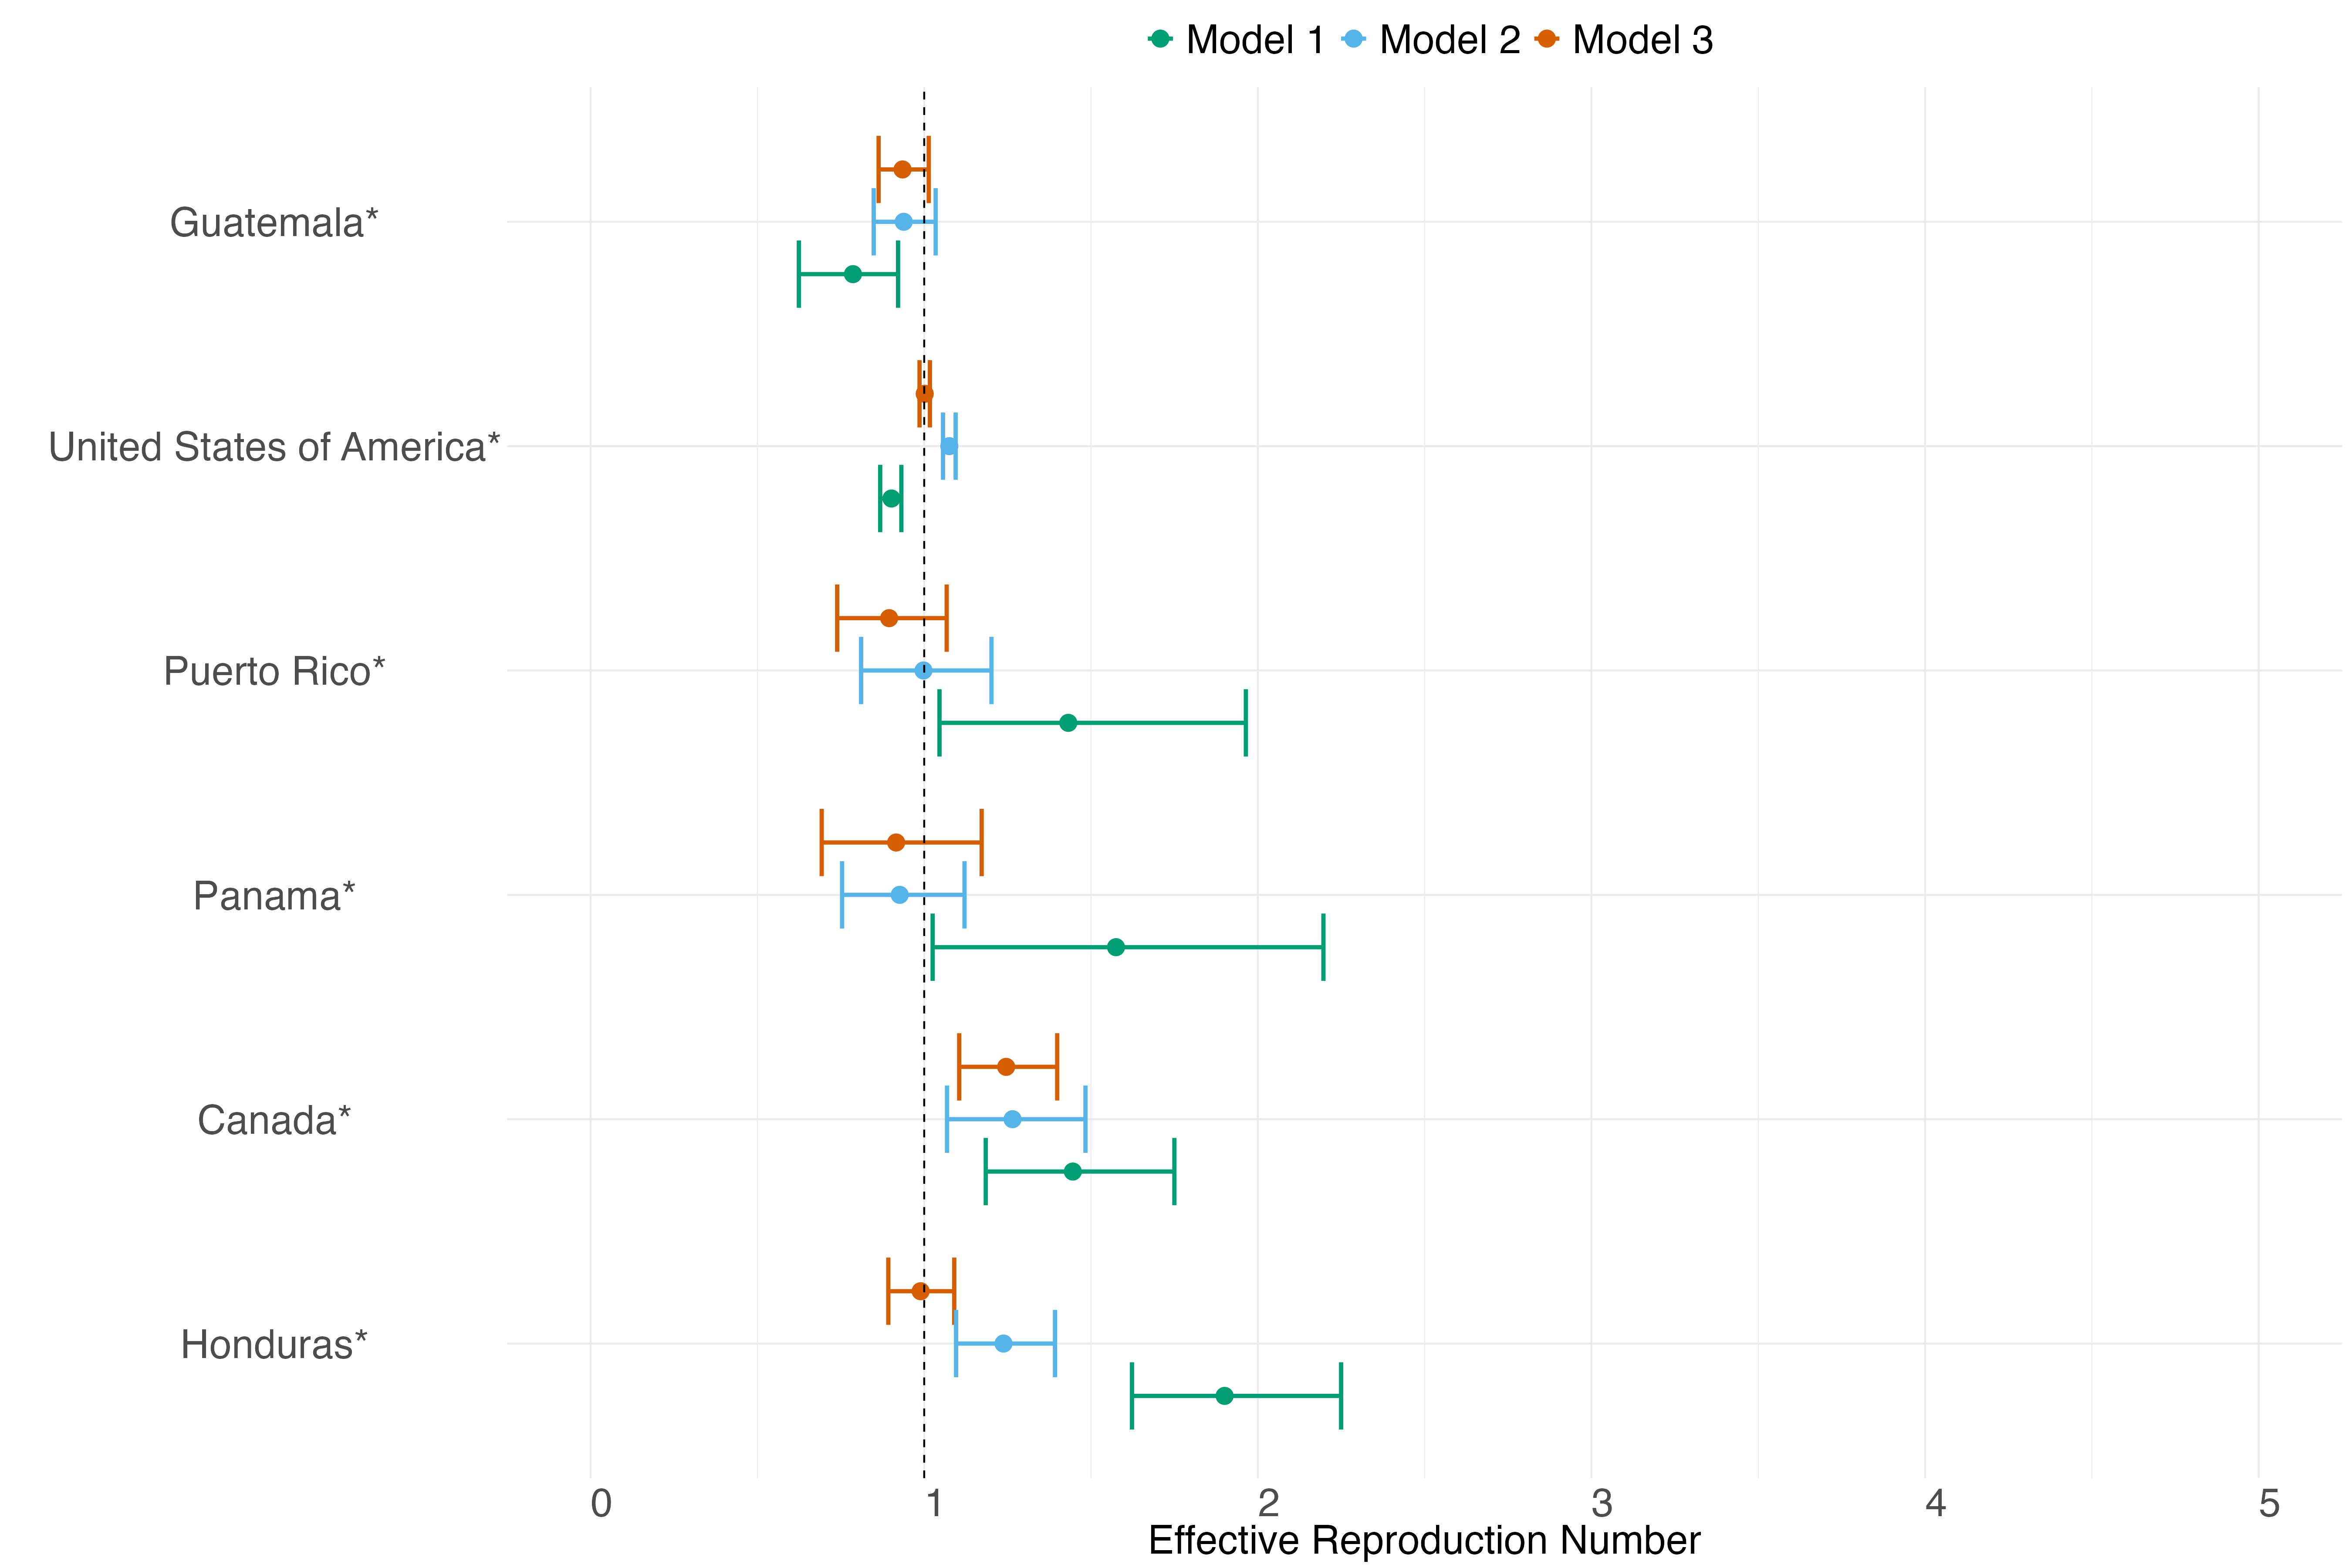 Model 1 Model 2 Model 3
Guatemala*
United States of America*
Puerto Rico*
Panama*
Canada*
Honduras*
0 1 2 3 4 5
Effective Reproduction Number